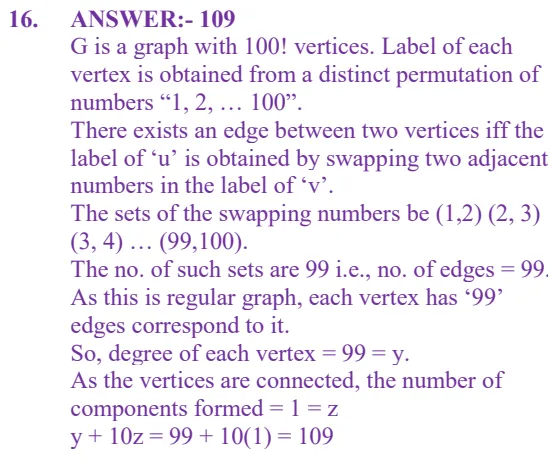 16. ANSWER:- 109
G is a graph with 100! vertices. Label of each
vertex is obtained from a distinct permutation of
numbers “1, 2, … 100”.
There exists an edge between two vertices iff the
label of ‘u’ is obtained by swapping two adjacent
numbers in the label of ‘v’.
The sets of the swapping numbers be (1,2) (2, 3)
(3, 4) … (99,100).
The no. of such sets are 99 i.e., no. of edges = 99.
As this is regular graph, each vertex has ‘99’
edges correspond to it.
So, degree of each vertex = 99 = y.
As the vertices are connected, the number of
components formed = 1 = z
y + 10z = 99 + 10(1) = 109